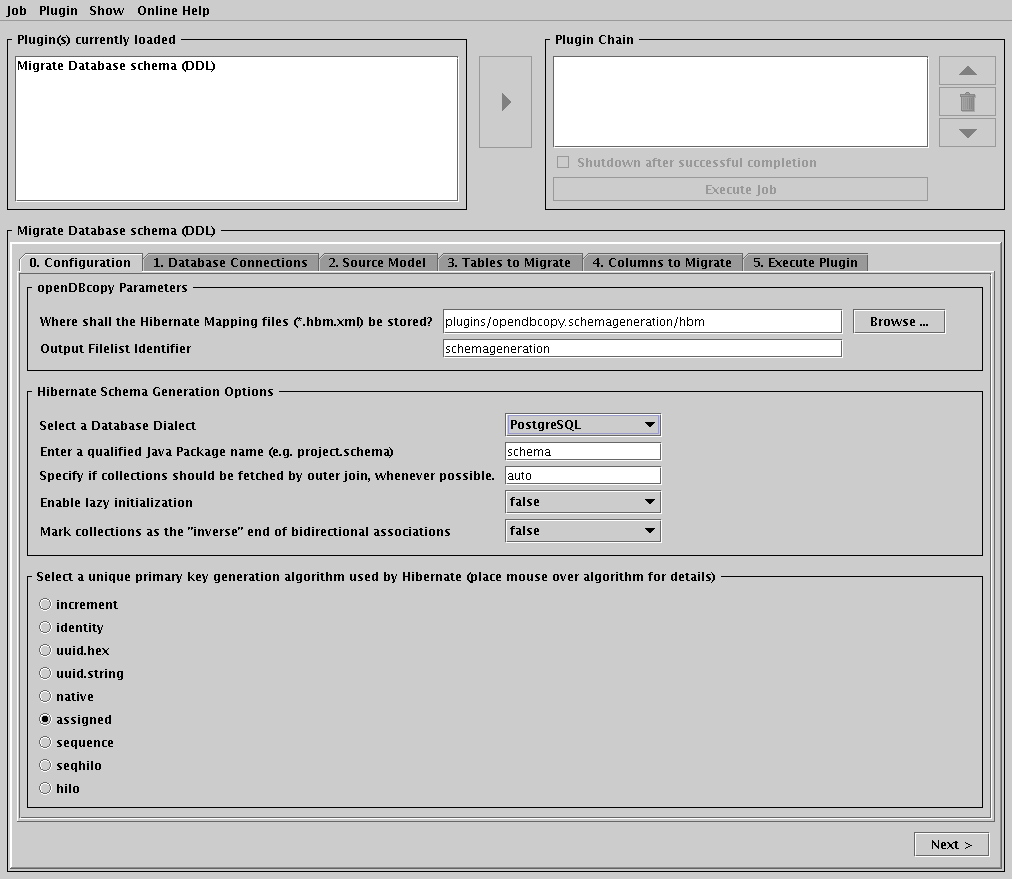 Job Plugin Show Online Help
Plugin(s) currently loaded
Migrate Database schema (DDL)
Plugin Chain
Shutdown after successful completion
Execute Job
Migrate Database schema (DDL)
0. Configuration 1. Database Connections 2. Source Model 3. Tables to Migrate 4. Columns to Migrate 5. Execute Plugin
openDBcopy Parameters
Where shall the Hibernate Mapping files (*.hbm.xml) be stored? plugins/opendbcopy.schemageneration/hbm Browse ...
Output Filelist Identifier schemageneration
Hibernate Schema Generation Options
Select a Database Dialect PostgreSQL
Enter a qualified Java Package name (e.g. project.schema) schema
Specify if collections should be fetched by outer join, whenever possible. auto
Enable lazy initialization false
Mark collections as the "inverse" end of bidirectional associations false
Select a unique primary key generation algorithm used by Hibernate (place mouse over algorithm for details)
increment
identity
uuid.hex
uuid.string
native
assigned
sequence
seqhilo
hilo
Next >